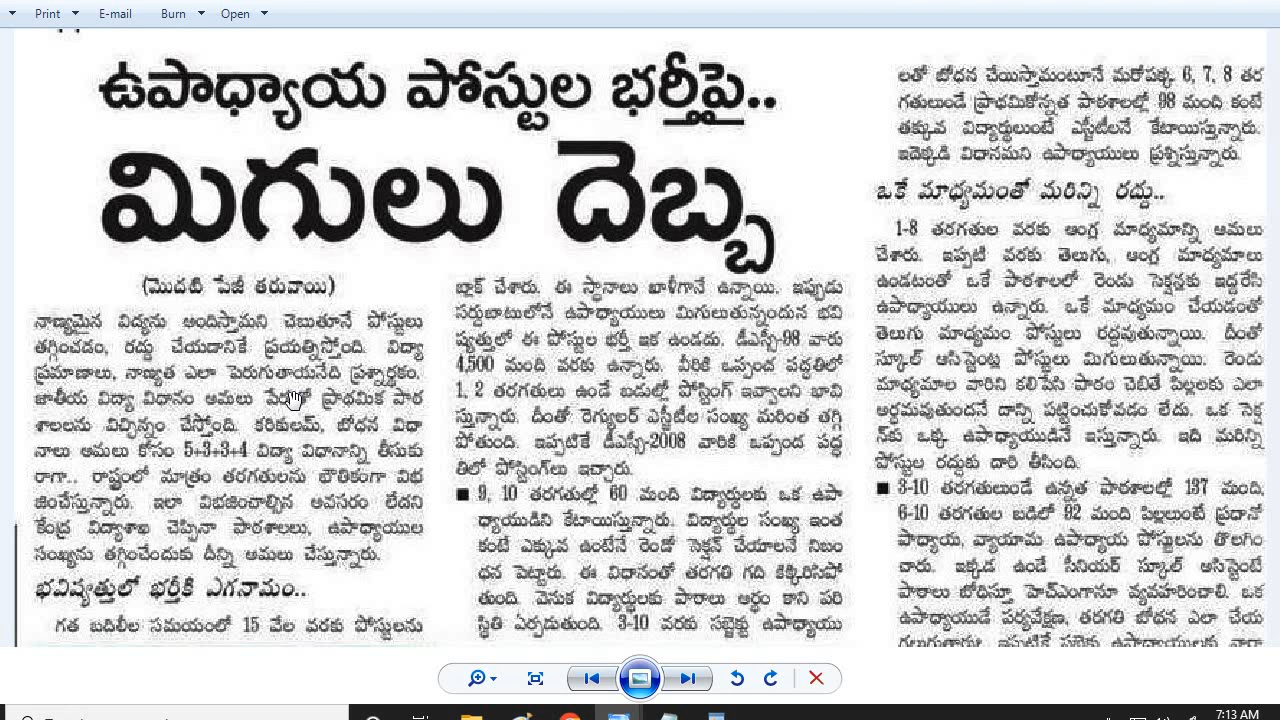 Print
E-mail
Burn
Open
ఉపాధ్యాయ పోస్టుల భర్తీపై..
మిగులు దెబ్బ
(మొదటి పేజీ తరువాయి)
నాణ్యమైన విద్యను అందిస్తామని చెబుతూనే పోస్టులు
తగ్గించడం, రద్దు చేయడానికే ప్రయత్నిస్తోంది. విద్యా
ప్రమాణాలు, నాణ్యత ఎలా పెరుగుతాయనేది ప్రశ్నార్థకం.
జాతీయ విద్యా విధానం అమలు పేరుతో ప్రాథమిక పాఠ
శాలలను విచ్ఛిన్నం చేస్తోంది. కరికులమ్, బోధన విధా
నాలు అమలు కోసం 5+3+3+4 విద్యా విధానాన్ని తీసుకు
రాగా.. రాష్ట్రంలో మాత్రం తరగతులను భౌతికంగా విభ
జించేస్తున్నారు. ఇలా విభజించాల్సిన అవసరం లేదని
కేంద్ర విద్యాశాఖ చెప్పినా పాఠశాలలు, ఉపాధ్యాయుల
సంఖ్యను తగ్గించేందుకు దీన్ని అమలు చేస్తున్నారు.
భవిష్యత్తులో భర్తీకి ఎగనామం..
గత బదిలీల సమయంలో 15 వేల వరకు పోస్టులను
బ్లాక్ చేశారు. ఈ స్థానాలు ఖాళీగానే ఉన్నాయి. ఇప్పుడు
సర్దుబాటులోనే ఉపాధ్యాయులు మిగులుతున్నందున భవి
ష్యత్తులో ఈ పోస్టుల భర్తీ ఇక ఉండదు. డీఎస్సీ-98 వారు
4,500 మంది వరకు ఉన్నారు. వీరికి ఒప్పంద పద్ధతిలో
1, 2 తరగతులు ఉండే బడుల్లో పోస్టింగ్ ఇవ్వాలని భావి
స్తున్నారు. దీంతో రెగ్యులర్ ఎస్జీటీల సంఖ్య మరింత తగ్గి
పోతుంది. ఇప్పటికే డీఎస్సీ-2008 వారికి ఒప్పంద పద్ధ
తిలో పోస్టింగ్‌లు ఇచ్చారు.
■ 9, 10 తరగతుల్లో 60 మంది విద్యార్థులకు ఒక ఉపా
ధ్యాయుడిని కేటాయిస్తున్నారు. విద్యార్థుల సంఖ్య ఇంత
కంటే ఎక్కువ ఉంటేనే రెండో సెక్షన్ చేయాలనే నిబం
ధన పెట్టారు. ఈ విధానంతో తరగతి గది కిక్కిరిసిపో
తుంది. వెనుక విద్యార్థులకు పాఠాలు అర్థం కాని పరి
స్థితి ఏర్పడుతుంది. 3-10 వరకు సబ్జెక్టు ఉపాధ్యాయు
లతో బోధన చేయిస్తామంటూనే మరోపక్క 6, 7, 8 తర
గతులుండే ప్రాథమికోన్నత పాఠశాలల్లో 98 మంది కంటే
తక్కువ విద్యార్థులుంటే ఎస్జీటీలనే కేటాయిస్తున్నారు.
ఇదెక్కడి విధానమని ఉపాధ్యాయులు ప్రశ్నిస్తున్నారు.
ఒకే మాధ్యమంతో మరిన్ని రద్దు..
1-8 తరగతుల వరకు ఆంగ్ల మాధ్యమాన్ని అమలు
చేశారు. ఇప్పటి వరకు తెలుగు, ఆంగ్ల మాధ్యమాలు
ఉండటంతో ఒకే పాఠశాలలో రెండు సెక్షన్లకు ఇద్దరేసి
ఉపాధ్యాయులు ఉన్నారు. ఒకే మాధ్యమం చేయడంతో
తెలుగు మాధ్యమం పోస్టులు రద్దవుతున్నాయి. దీంతో
స్కూల్ అసిస్టెంట్ల పోస్టులు మిగులుతున్నాయి. రెండు
మాధ్యమాల వారిని కలిపేసి పాఠం చెబితే పిల్లలకు ఎలా
అర్థమవుతుందనే దాన్ని పట్టించుకోవడం లేదు. ఒక సెక్ష
న్‌కు ఒక్క ఉపాధ్యాయుడినే ఇస్తున్నారు. ఇది మరిన్ని
పోస్టుల రద్దుకు దారి తీసింది.
■ 3-10 తరగతులుండే ఉన్నత పాఠశాలల్లో 137 మంది,
6-10 తరగతుల బడిలో 92 మంది పిల్లలుంటే ప్రధానో
పాధ్యాయ, వ్యాయామ ఉపాధ్యాయ పోస్టులను తొలగిం
చారు. ఇక్కడ ఉండే సీనియర్ స్కూల్ అసిస్టెంటే
పాఠాలు బోధిస్తూ హెచ్ఎంగానూ వ్యవహరించాలి. ఒక
ఉపాధ్యాయుడే పర్యవేక్షణ, తరగతి బోధన ఎలా చేయ
7:13 AM